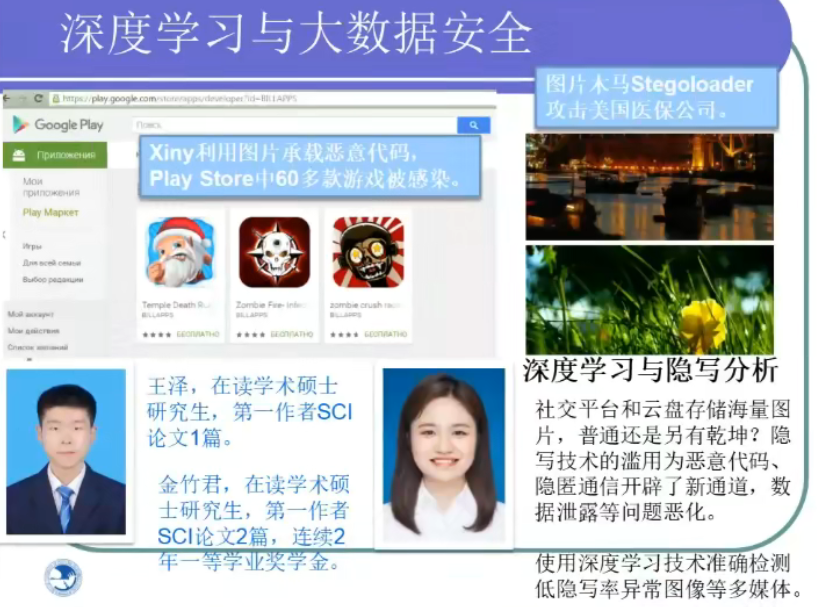 深度学习与大数据安全
图片木马Stegoloader
攻击美国医保公司。
https://play.google.com/store/apps/developer?id=BILLAPPS
Google Play
Поиск
Приложения
Xiny利用图片承载恶意代码，
Play Store中60多款游戏被感染。
Мои
приложения
Play Маркет
Игры
Для всей семьи
Выбор редакции
Мой аккаунт
Мои действия
Список желаний
Temple Death Ru
BILLAPPS
БЕСПЛАТНО
Zombie Fire- Infec
BILLAPPS
БЕСПЛАТНО
zombie crush
BILLAPPS
БЕСПЛАТНО
王泽，在读学术硕士
研究生，第一作者SCI
论文1篇。
金竹君，在读学术硕
士研究生，第一作者
SCI论文2篇，连续2
年一等学业奖学金。
深度学习与隐写分析
社交平台和云盘存储海量图
片，普通还是另有乾坤？隐
写技术的滥用为恶意代码、
隐匿通信开辟了新通道，数
据泄露等问题恶化。
使用深度学习技术准确检测
低隐写率异常图像等多媒体。